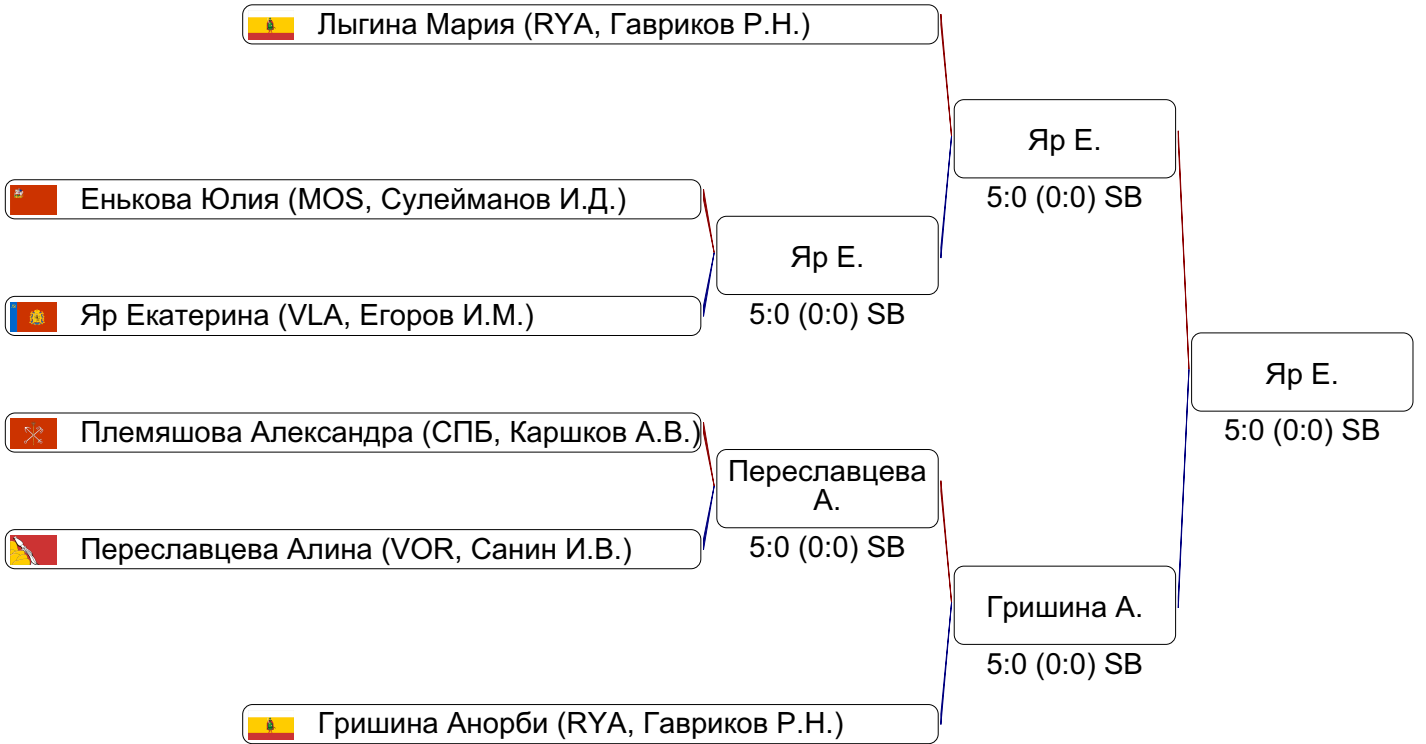 Лыгина Мария (RYA, Гавриков Р.Н.)
Яр Е.
5:0 (0:0) SB
Енькова Юлия (MOS, Сулейманов И.Д.)
Яр Е.
5:0 (0:0) SB
Яр Екатерина (VLA, Егоров И.М.)
Яр Е.
5:0 (0:0) SB
Племяшова Александра (СПБ, Каршков А.В.)
Переславцева
А.
5:0 (0:0) SB
Переславцева Алина (VOR, Санин И.В.)
Гришина А.
5:0 (0:0) SB
Гришина Анорби (RYA, Гавриков Р.Н.)